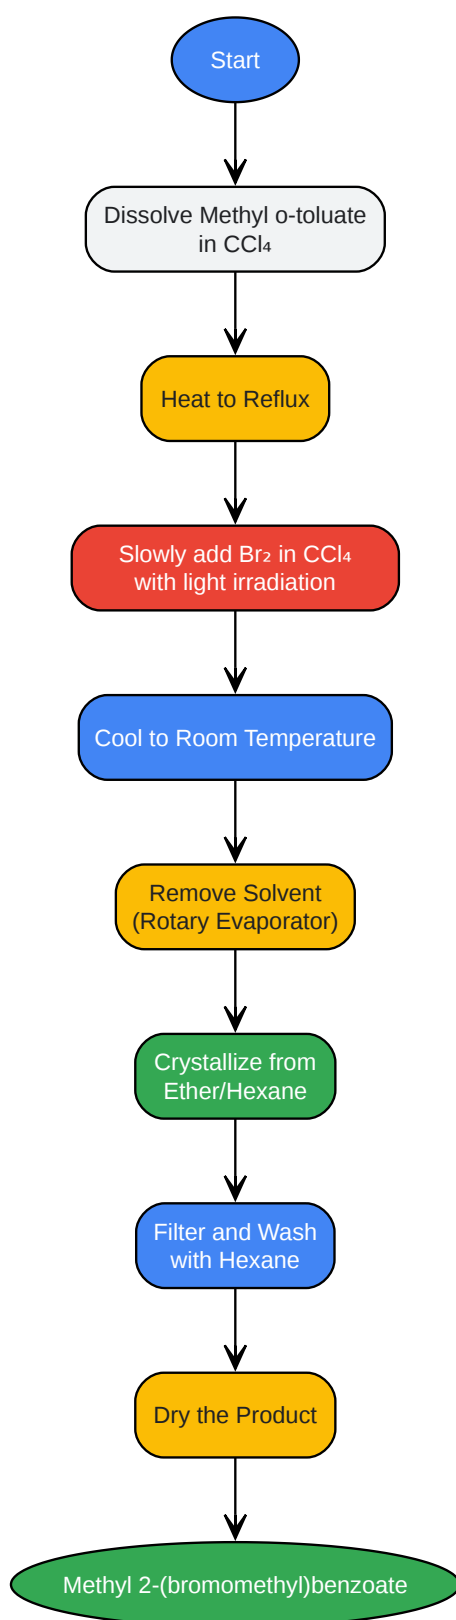 Start
Dissolve Methyl o-toluate
in CCl₄
Heat to Reflux
Slowly add Br₂ in CCl₄
with light irradiation
Cool to Room Temperature
Remove Solvent
(Rotary Evaporator)
Crystallize from
Ether/Hexane
Filter and Wash
with Hexane
Dry the Product
Methyl 2-(bromomethyl)benzoate